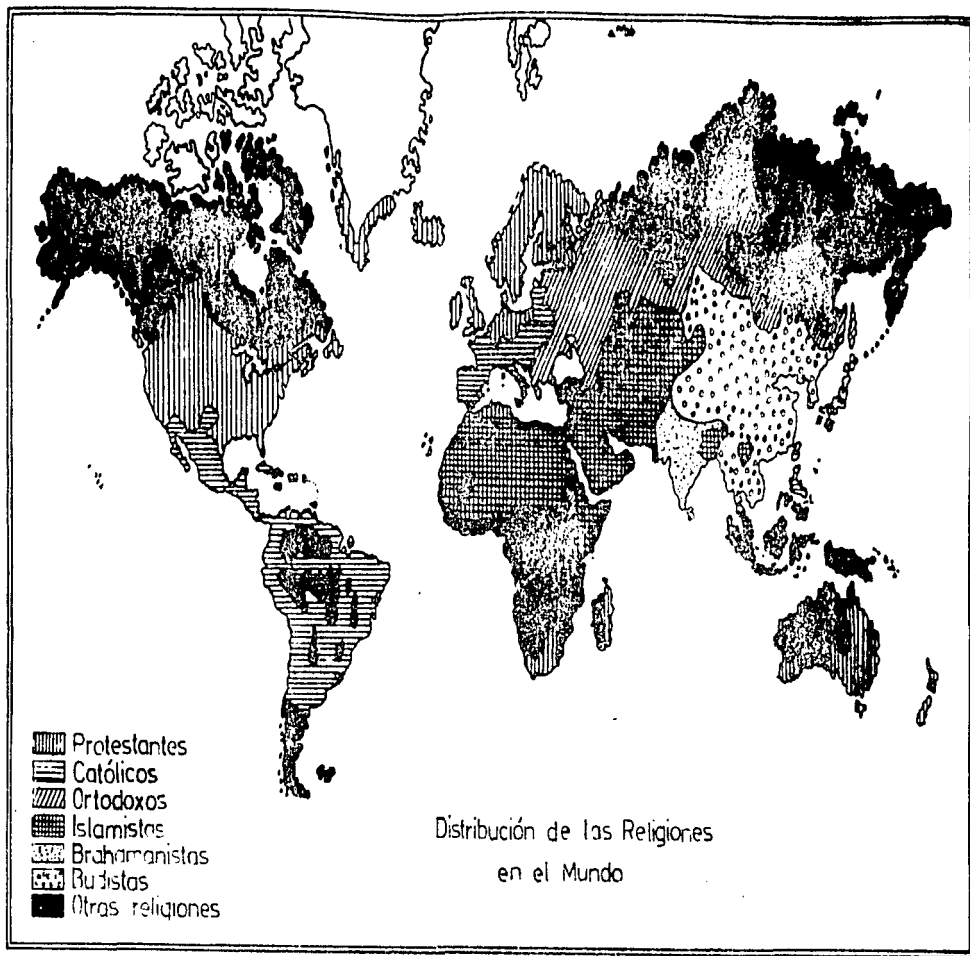 Protestantes
Católicos
Ortodoxos
Islamistas
Brahamanistas
Budistas
Otras religiones
Distribución de las Religiones
en el Mundo